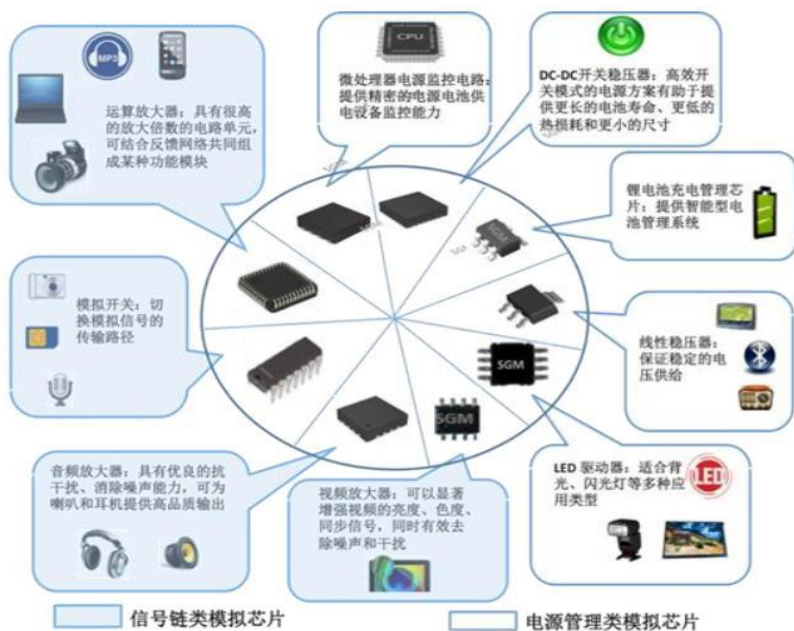 MP3
CPU
运算放大器：具有很高
的放大倍数的电路单元，
可结合反馈网络共同组
成某种功能模块
微处理器电源监控电路：
提供精密的电源电池供
电设备监控能力
DC-DC开关稳压器：高效开
关模式的电源方案有助于提
供更长的电池寿命、更低的
热损耗和更小的尺寸
锂电池充电管理芯
片：提供智能型电
池管理系统
SGM
SGM
模拟开关：切
换模拟信号的
传输路径
线性稳压器：
保证稳定的电
压供给
SGM
SGM
音频放大器：具有优良的抗
干扰、消除噪声能力，可为
喇叭和耳机提供高品质输出
视频放大器：可以显著
增强视频的亮度、色度、
同步信号，同时有效去
除噪声和干扰
LED 驱动器：适合背
光、闪光灯等多种应
用类型
LED
信号链类模拟芯片
电源管理类模拟芯片